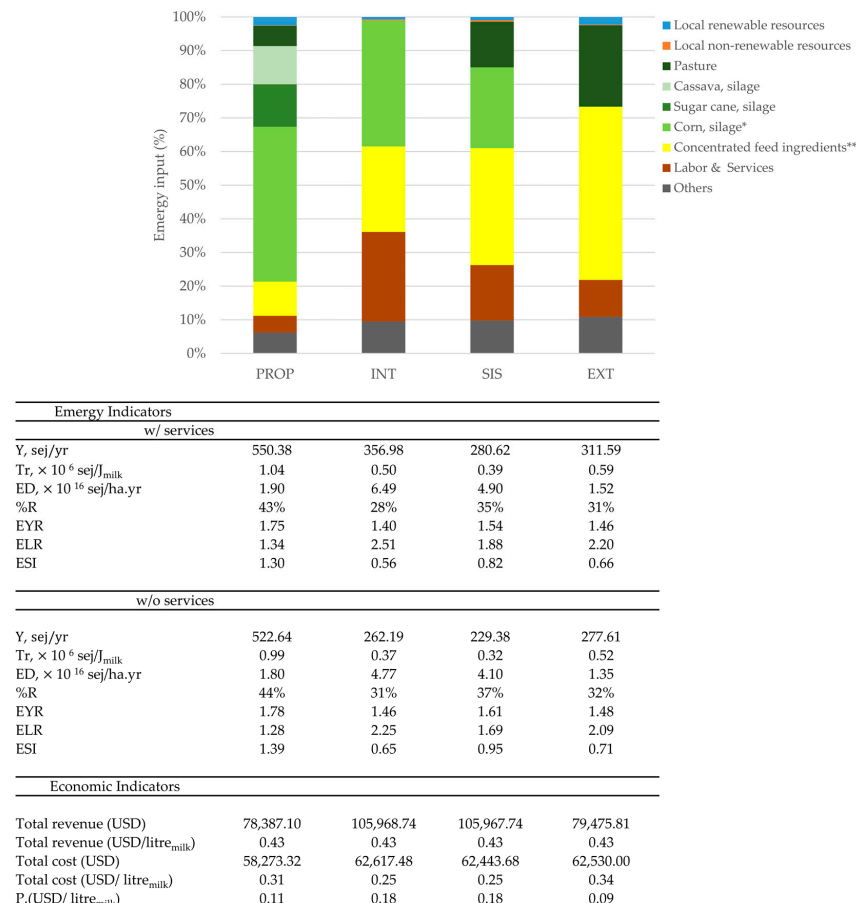 100%
90%
80%
70%
60%
50%
40%
30%
20%
10%
0%
Emergy input (%)
PROP INT SIS EXT
Local renewable resources
Local non-renewable resources
Pasture
Cassava, silage
Sugar cane, silage
Corn, silage*
Concentrated feed ingredients**
Labor & Services
Others
Emergy Indicators
w/ services
Y, sej/yr 550.38 356.98 280.62 311.59
Tr, × 10 6 sej/Jmilk 1.04 0.50 0.39 0.59
ED, × 10 16 sej/ha.yr 1.90 6.49 4.90 1.52
%R 43% 28% 35% 31%
EYR 1.75 1.40 1.54 1.46
ELR 1.34 2.51 1.88 2.20
ESI 1.30 0.56 0.82 0.66
w/o services
Y, sej/yr 522.64 262.19 229.38 277.61
Tr, × 10 6 sej/Jmilk 0.99 0.37 0.32 0.52
ED, × 10 16 sej/ha.yr 1.80 4.77 4.10 1.35
%R 44% 31% 37% 32%
EYR 1.78 1.46 1.61 1.48
ELR 1.28 2.25 1.69 2.09
ESI 1.39 0.65 0.95 0.71
Economic Indicators
Total revenue (USD) 78,387.10 105,968.74 105,967.74 79,475.81
Total revenue (USD/litremilk) 0.43 0.43 0.43 0.43
Total cost (USD) 58,273.32 62,617.48 62,443.68 62,530.00
Total cost (USD/ litremilk) 0.31 0.25 0.25 0.34
P.(USD/ litremilk) 0.11 0.18 0.18 0.09